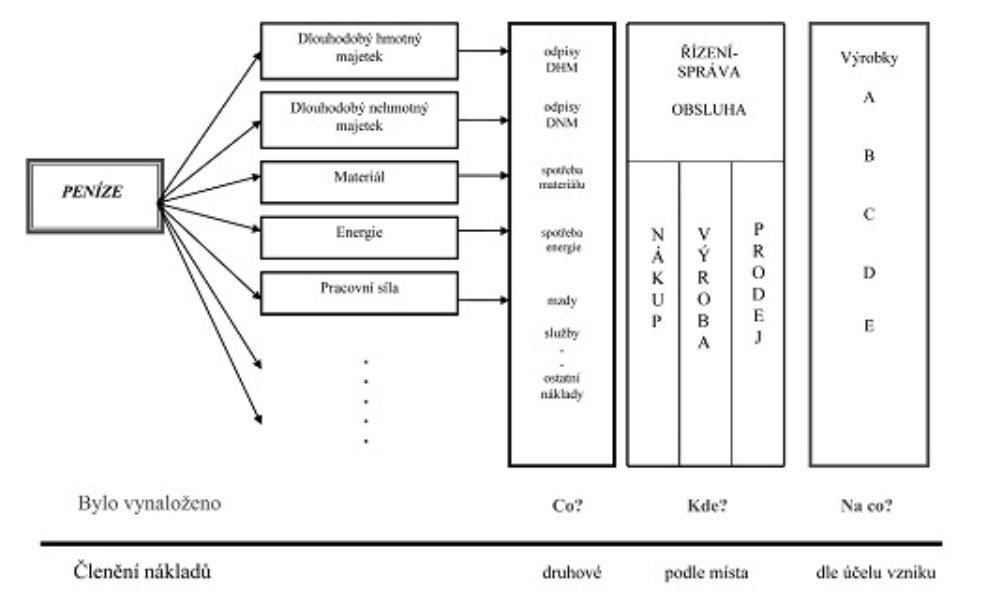 PENÍZE
Dlouhodobý hmotný
majetek
Dlouhodobý nehmotný
majetek
Materiál
Energie
Pracovní síla
odpisy
DHM
odpisy
DNM
spotřeba
materiálu
spotřeba
energie
mzdy
služby
-
-
ostatní
náklady
ŘÍZENÍ-
SPRÁVA
OBSLUHA
NÁKUP
VÝROBA
PRODEJ
Výrobky
A
B
C
D
E
Bylo vynaloženo
Co?
Kde?
Na co?
Členění nákladů
druhové
podle místa
dle účelu vzniku